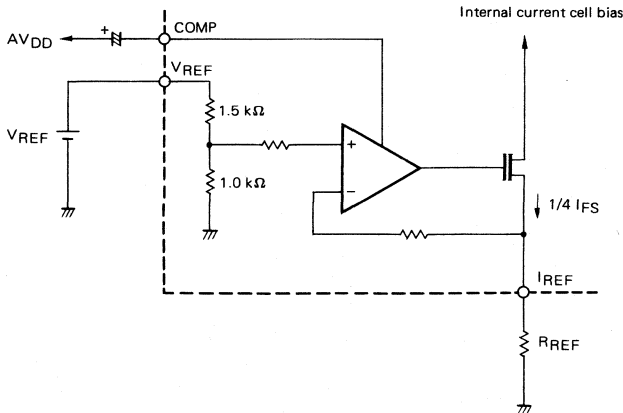 Internal current cell bias
AVDD
+
COMP
VREF
1.5 kΩ
VREF
+
1.0 kΩ
−
1/4 IFS
IREF
RREF